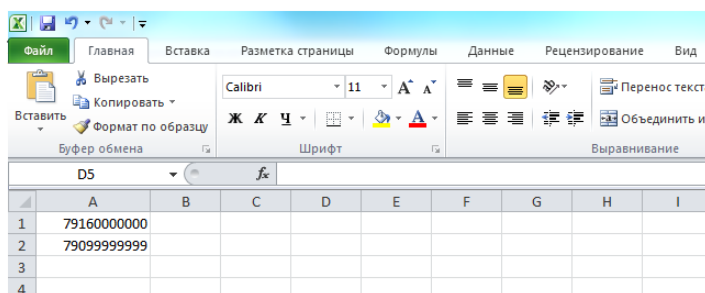 Файл Главная Вставка Разметка страницы Формулы Данные Рецензирование Вид
Вырезать
Calibri 11 A A Перенос текст
Копировать
Вставить Ж К Ч A Объединить и
Формат по образцу
Буфер обмена Шрифт Выравнивание
D5 fx
A B C D E F G H I
1 79160000000
2 79099999999
3
4